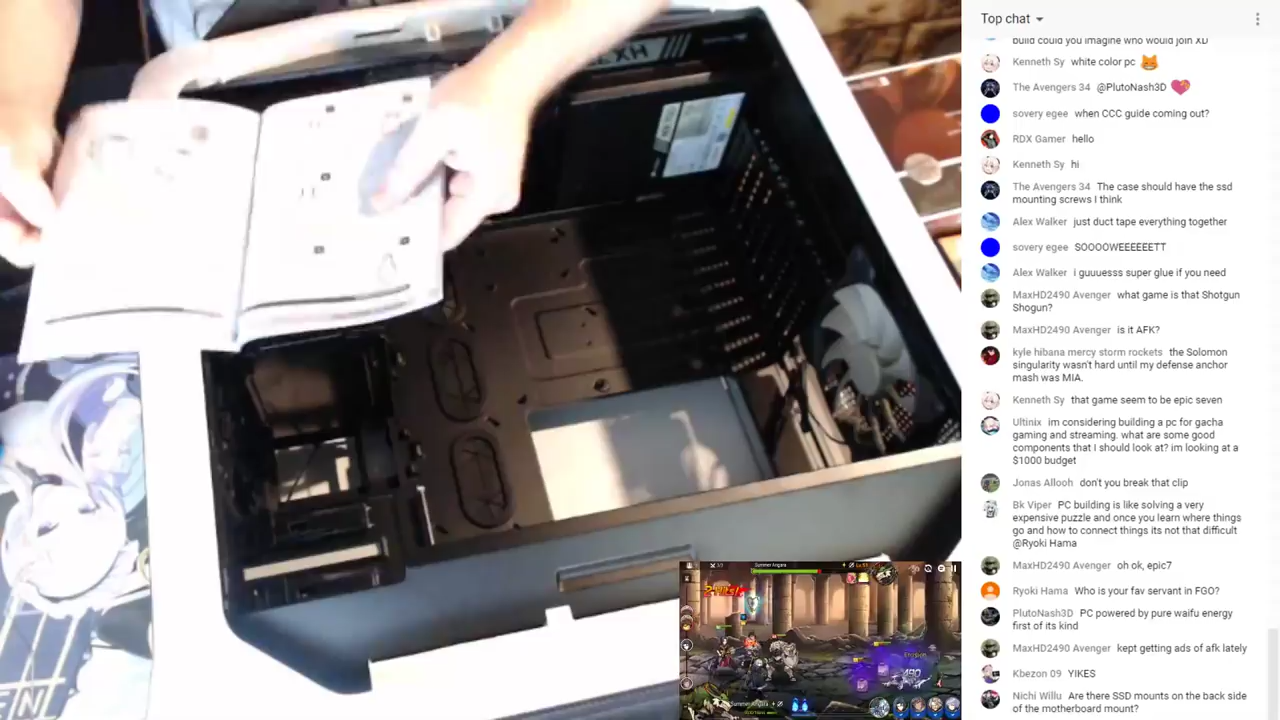 Top chat
build could you imagine who would join XD
Kenneth Sy white color pc
The Avengers 34 @PlutoNash3D
sovery egee when CCC guide coming out?
RDX Gamer hello
Kenneth Sy hi
The Avengers 34 The case should have the ssd
mounting screws I think
Alex Walker just duct tape everything together
sovery egee SOOOOWEEEEEETT
Alex Walker i guuuesss super glue if you need
MaxHD2490 Avenger what game is that Shotgun
Shogun?
MaxHD2490 Avenger is it AFK?
kyle hibana mercy storm rockets the Solomon
singularity wasn't hard until my defense anchor
mash was MIA.
Kenneth Sy that game seem to be epic seven
Ultinix im considering building a pc for gacha
gaming and streaming. what are some good
components that I should look at? im looking at a
$1000 budget
Jonas Allooh don't you break that clip
Bk Viper PC building is like solving a very
expensive puzzle and once you learn where things
go and how to connect things its not that difficult
@Ryoki Hama
MaxHD2490 Avenger oh ok, epic7
Ryoki Hama Who is your fav servant in FGO?
PlutoNash3D PC powered by pure waifu energy
first of its kind
MaxHD2490 Avenger kept getting ads of afk lately
Kbezon 09 YIKES
Nichi Willu Are there SSD mounts on the back side
of the motherboard mount?
Summer Angara
Summer Angara